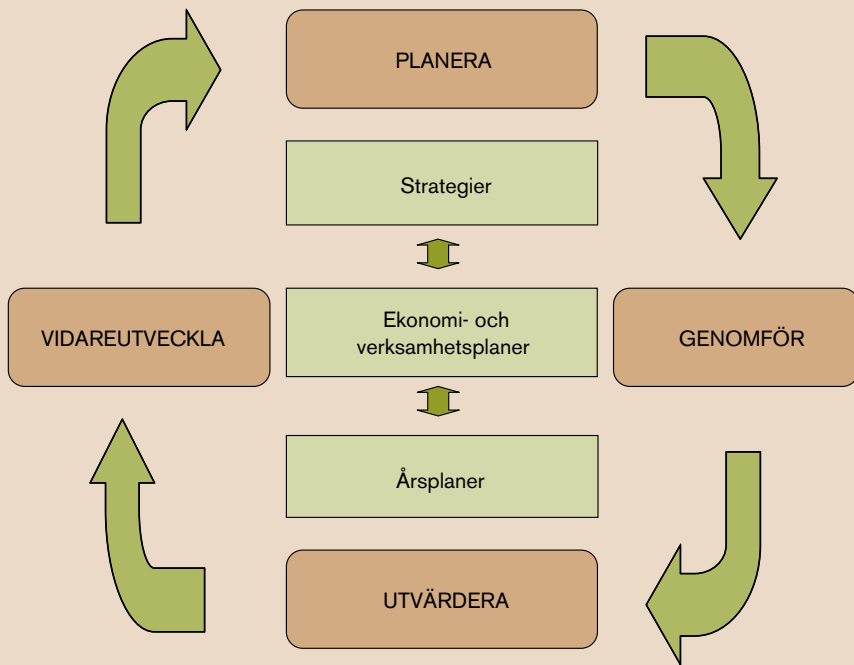 PLANERA
Strategier
VIDAREUTVECKLA
Ekonomi- och
verksamhetsplaner
GENOMFÖR
Årsplaner
UTVÄRDERA